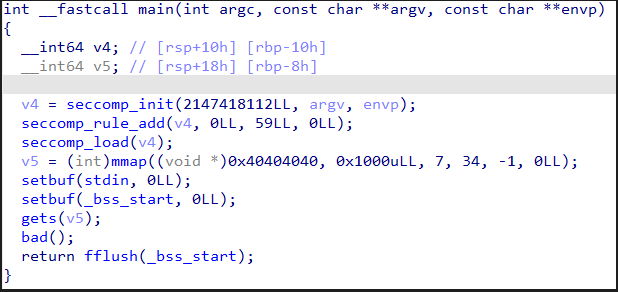 int __fastcall main(int argc, const char **argv, const char **envp)
{
  __int64 v4; // [rsp+10h] [rbp-10h]
  __int64 v5; // [rsp+18h] [rbp-8h]

  v4 = seccomp_init(2147418112LL, argv, envp);
  seccomp_rule_add(v4, 0LL, 59LL, 0LL);
  seccomp_load(v4);
  v5 = (int)mmap((void *)0x40404040, 0x1000uLL, 7, 34, -1, 0LL);
  setbuf(stdin, 0LL);
  setbuf(_bss_start, 0LL);
  gets(v5);
  bad();
  return fflush(_bss_start);
}